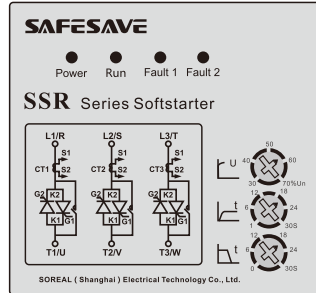 SAFESAVE
Power Run Fault 1 Fault 2
SSR Series Softstarter
L1/R L2/S L3/T
S1 S1 S1
CT1 S2 CT2 S2 CT3 S2
G2 K2 G2 K2 G2 K2
K1 G1 K1 G1 K1 G1
T1/U T2/V T3/W
U 30 40 50 60 70%Un
t 1 6 12 18 24 30S
t 0 6 12 18 24 30S
SOREAL ( Shanghai ) Electrical Technology Co., Ltd.